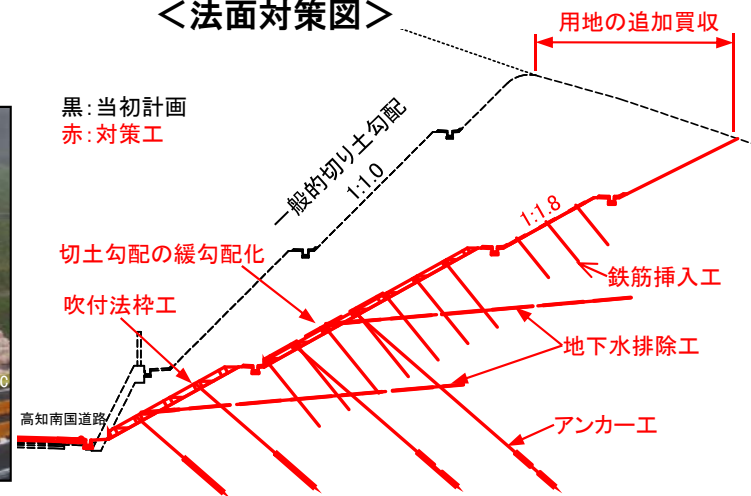 <法面対策図>
用地の追加買収
黒:当初計画
赤:対策工
一般的切り土勾配
1:1.0
1:1.8
切土勾配の緩勾配化
鉄筋挿入工
吹付法枠工
地下水排除工
高知南国道路
アンカー工
C